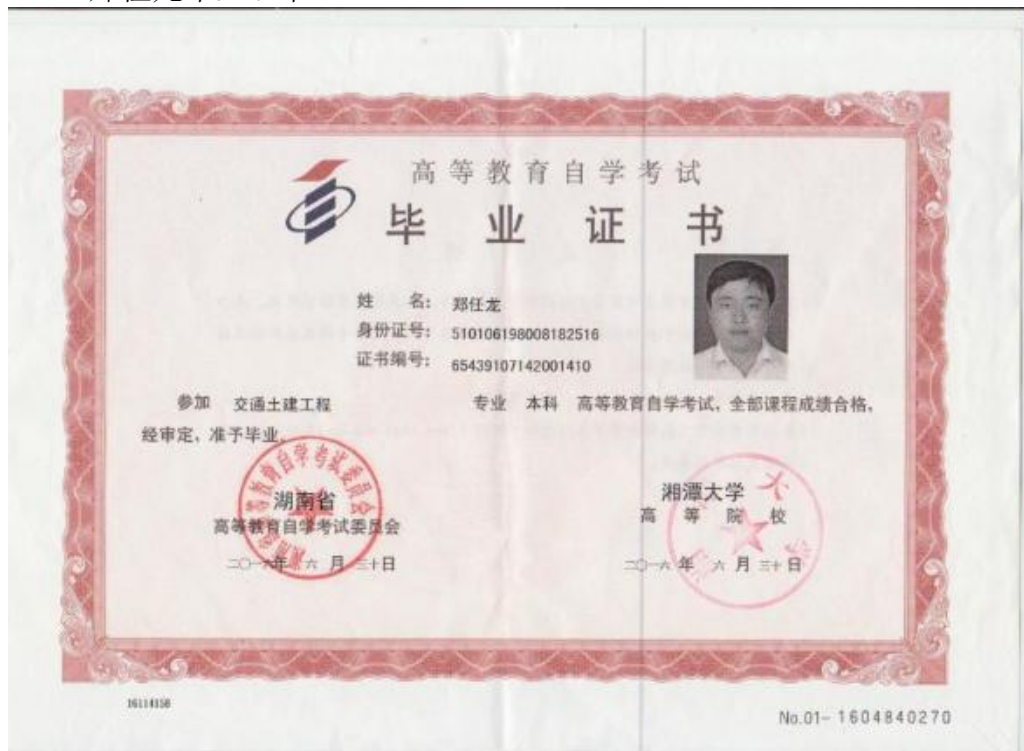 高等教育自学考试
毕业证书
姓 名: 郑任龙
身份证号: 510106198008182516
证书编号: 65439107142001410
参加 交通土建工程 专业 本科 高等教育自学考试, 全部课程成绩合格,
经审定, 准予毕业
湖南省
高等教育自学考试委员会
二〇一六年 六 月 三十日
湘潭大学
高等院校
二〇一六 年 六 月 三十 日
16114158
No.01- 1604840270